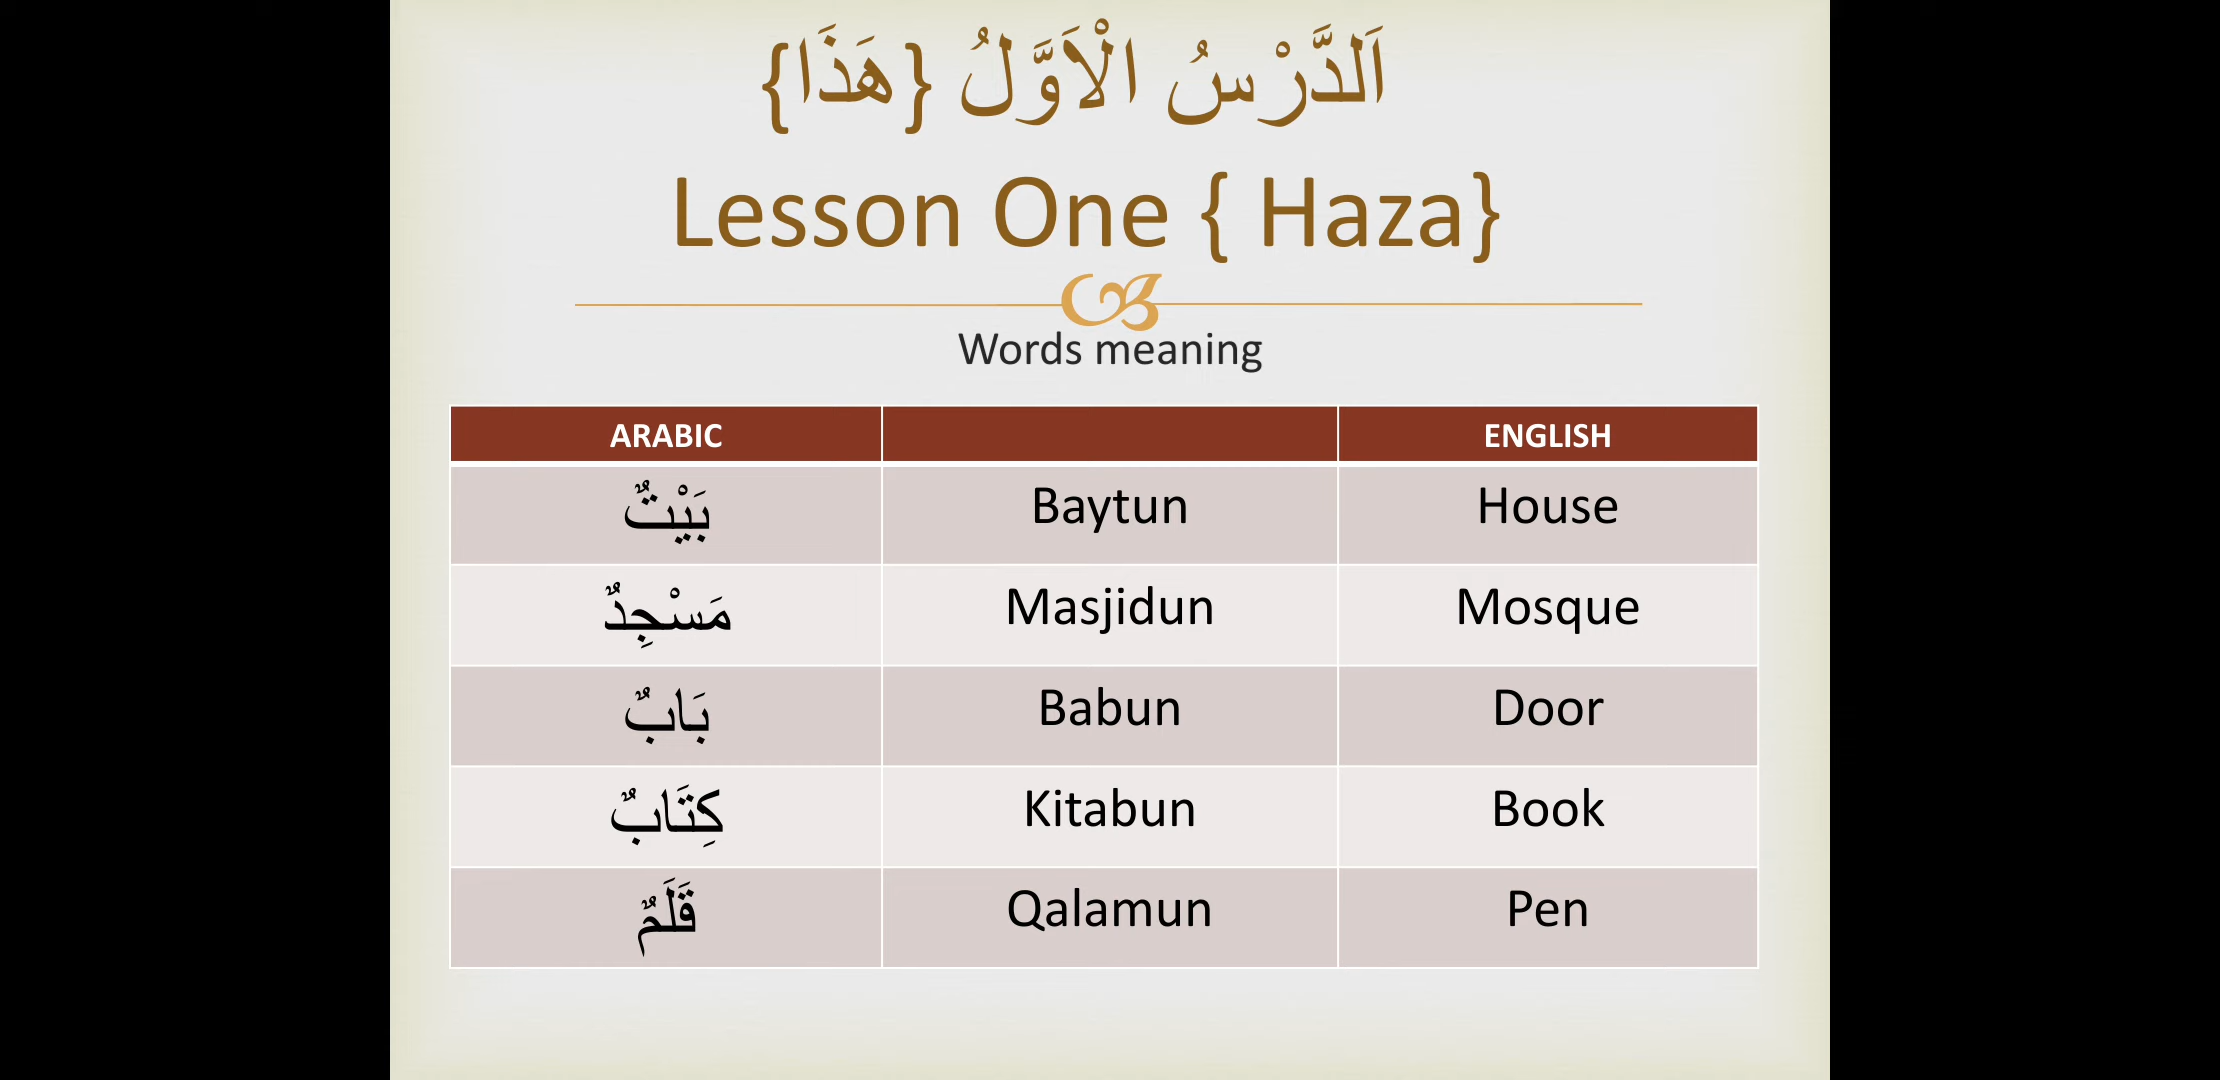 اَلدَّرْسُ الْاَوَّلُ {هَذَا}
Lesson One { Haza}
Words meaning
ARABIC ENGLISH
بَيْتٌ Baytun House
مَسْجِدٌ Masjidun Mosque
بَابٌ Babun Door
كِتَابٌ Kitabun Book
قَلَمٌ Qalamun Pen